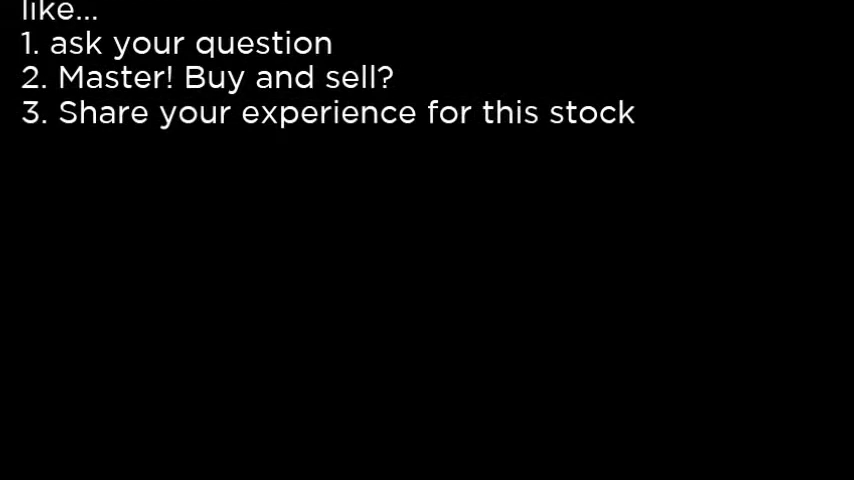 like...
1. ask your question
2. Master! Buy and sell?
3. Share your experience for this stock